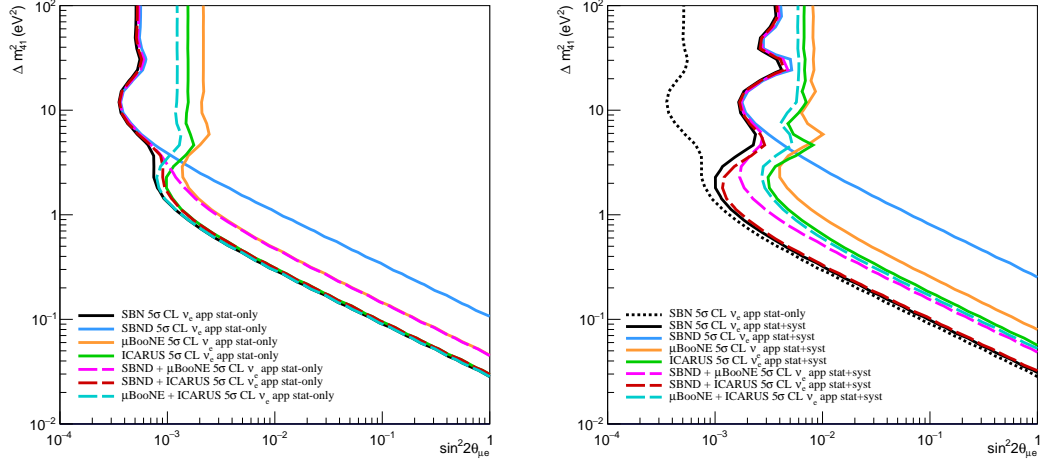 Δ m²₄₁ (eV²)
10²
10
1
10⁻¹
10⁻²
SBN 5σ CL νₑ app stat-only
SBND 5σ CL νₑ app stat-only
μBooNE 5σ CL νₑ app stat-only
ICARUS 5σ CL νₑ app stat-only
SBND + μBooNE 5σ CL νₑ app stat-only
SBND + ICARUS 5σ CL νₑ app stat-only
μBooNE + ICARUS 5σ CL νₑ app stat-only
10⁻⁴ 10⁻³ 10⁻² 10⁻¹ 1
sin²2θμe
Δ m²₄₁ (eV²)
10²
10
1
10⁻¹
10⁻²
SBN 5σ CL νₑ app stat-only
SBN 5σ CL νₑ app stat+syst
SBND 5σ CL νₑ app stat+syst
μBooNE 5σ CL νₑ app stat+syst
ICARUS 5σ CL νₑ app stat+syst
SBND + μBooNE 5σ CL νₑ app stat+syst
SBND + ICARUS 5σ CL νₑ app stat+syst
μBooNE + ICARUS 5σ CL νₑ app stat+syst
10⁻⁴ 10⁻³ 10⁻² 10⁻¹ 1
sin²2θμe